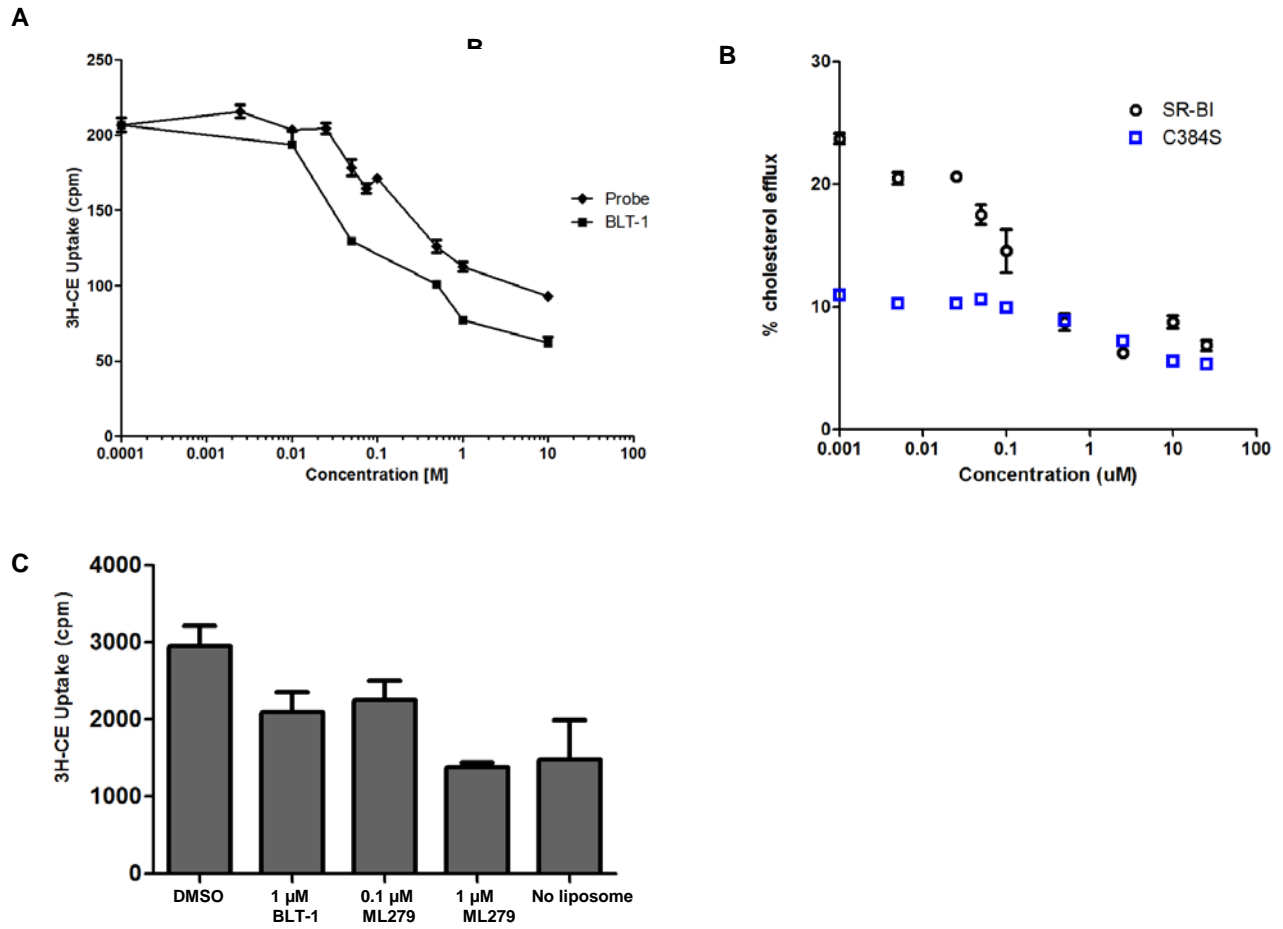 A
B
250
200
150
100
50
0
3H-CE Uptake (cpm)
0.0001 0.001 0.01 0.1 1 10 100
Concentration [M]
Probe
BLT-1
B
30
20
10
0
% cholesterol efflux
0.001 0.01 0.1 1 10 100
Concentration (uM)
SR-BI
C384S
C
4000
3000
2000
1000
0
3H-CE Uptake (cpm)
DMSO
1 µM
BLT-1
0.1 µM
ML279
1 µM
ML279
No liposome